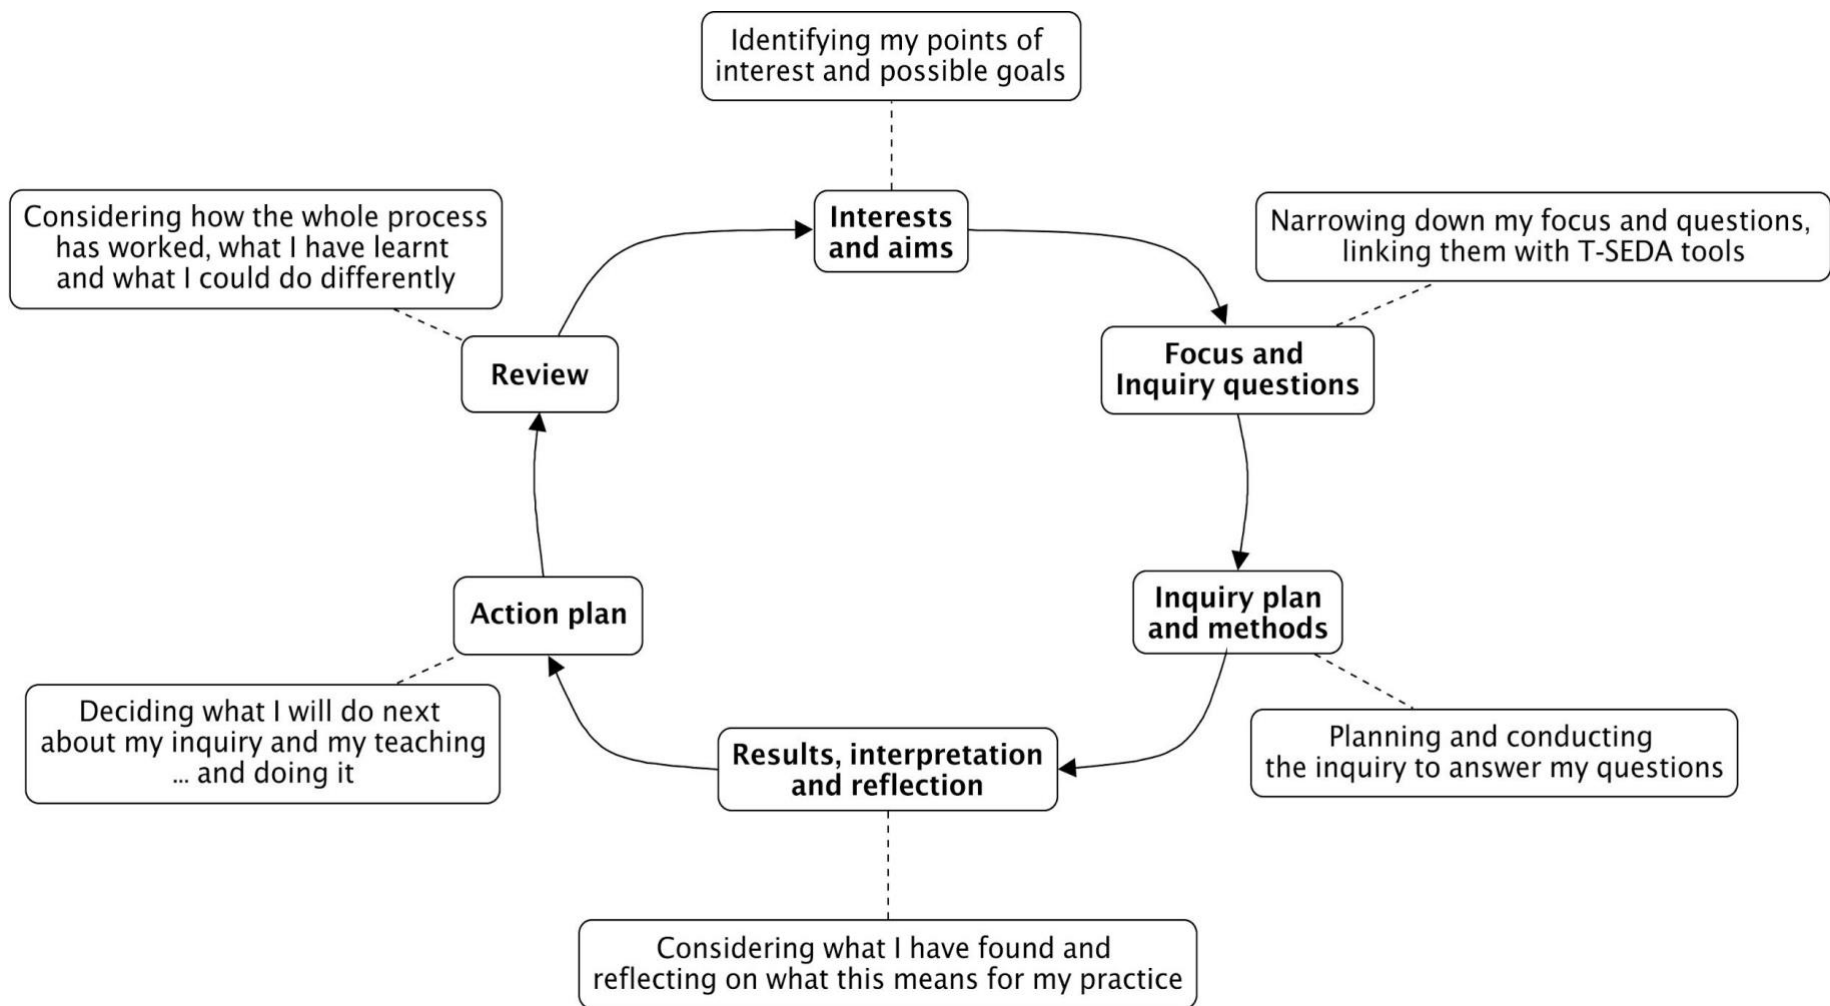 Identifying my points of
interest and possible goals
Interests
and aims
Narrowing down my focus and questions,
linking them with T-SEDA tools
Focus and
Inquiry questions
Inquiry plan
and methods
Planning and conducting
the inquiry to answer my questions
Results, interpretation
and reflection
Considering what I have found and
reflecting on what this means for my practice
Action plan
Deciding what I will do next
about my inquiry and my teaching
... and doing it
Review
Considering how the whole process
has worked, what I have learnt
and what I could do differently